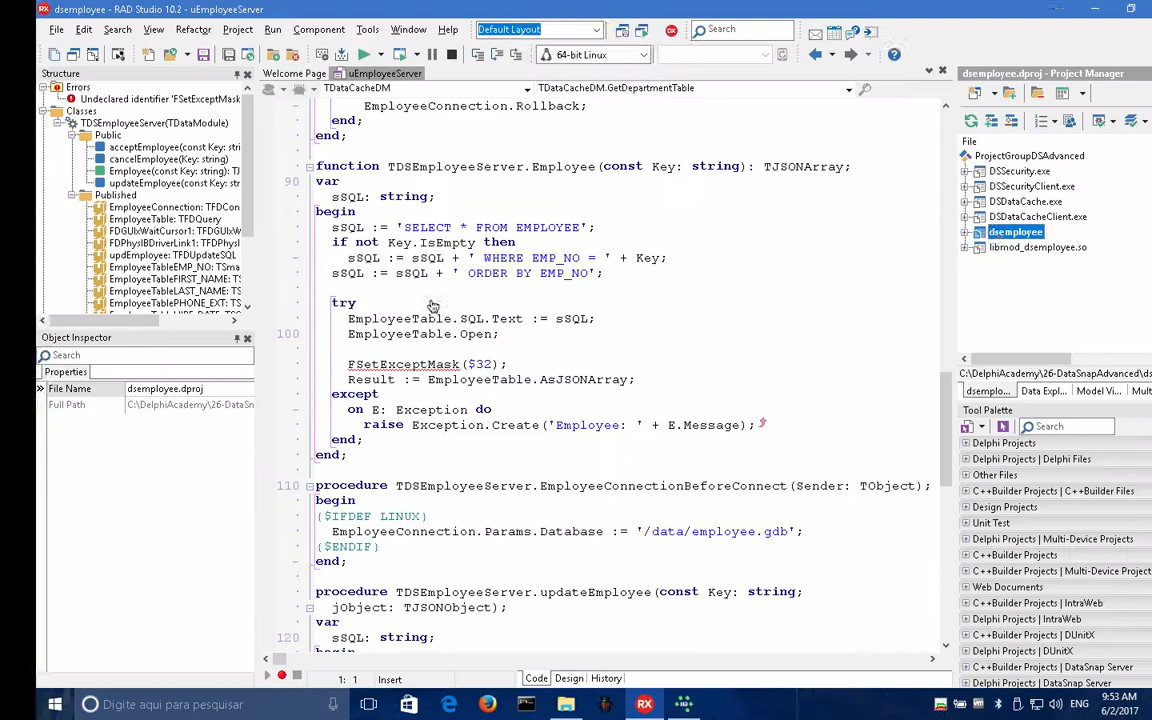 dsemployee - RAD Studio 10.2 - uEmployeeServer
File Edit Search View Refactor Project Run Component Tools Window Help
Default Layout
Search
64-bit Linux
Structure
Errors
Undeclared identifier 'FSetExceptMask
Classes
TDSEmployeeServer(TDataModule)
Public
acceptEmployee(const Key: strin
cancelEmployee(Key: string)
Employee(const Key: string): TJ
updateEmployee(const Key: strin
Published
EmployeeConnection: TFDCon
EmployeeTable: TFDQuery
FDGUIxWaitCursor1: TFDGUIx
FDPhysIBDriverLink1: TFDPhysI
updEmployee: TFDUpdateSQL
EmployeeTableEMP_NO: TSma
EmployeeTableFIRST_NAME: TS
EmployeeTableLAST_NAME: TS
EmployeeTablePHONE_EXT: TS
Object Inspector
Search
Properties
File Name dsemployee.dproj
Full Path C:\DelphiAcademy\26-DataSn
Welcome Page uEmployeeServer
TDataCacheDM TDataCacheDM.GetDepartmentTable
EmployeeConnection.Rollback;
end;
end;
function TDSEmployeeServer.Employee(const Key: string): TJSONArray;
90 var
sSQL: string;
begin
sSQL := 'SELECT * FROM EMPLOYEE';
if not Key.IsEmpty then
sSQL := sSQL + ' WHERE EMP_NO = ' + Key;
sSQL := sSQL + ' ORDER BY EMP_NO';
try
EmployeeTable.SQL.Text := sSQL;
100 EmployeeTable.Open;
FSetExceptMask($32);
Result := EmployeeTable.AsJSONArray;
except
on E: Exception do
raise Exception.Create('Employee: ' + E.Message);
end;
end;
110 procedure TDSEmployeeServer.EmployeeConnectionBeforeConnect(Sender: TObject);
begin
{$IFDEF LINUX}
EmployeeConnection.Params.Database := '/data/employee.gdb';
{$ENDIF}
end;
procedure TDSEmployeeServer.updateEmployee(const Key: string;
jObject: TJSONObject);
var
120 sSQL: string;
begin
1: 1 Insert
Code Design History
dsemployee.dproj - Project Manager
File
ProjectGroupDSAdvanced
DSSecurity.exe
DSSecurityClient.exe
DSDataCache.exe
DSDataCacheClient.exe
dsemployee
libmod_dsemployee.so
C:\DelphiAcademy\26-DataSnapAdvanced\ds
dsemplo... Data Expl... Model Vi... Mult
Tool Palette
Search
Delphi Projects
Delphi Projects | Delphi Files
Other Files
C++Builder Projects | C++Builder Files
Design Projects
Unit Test
Delphi Projects | Multi-Device Projects
C++Builder Projects
C++Builder Projects | Multi-Device Project
Web Documents
C++Builder Projects | IntraWeb
Delphi Projects | IntraWeb
C++Builder Projects | DUnitX
Delphi Projects | DUnitX
C++Builder Projects | DataSnap Server
Delphi Projects | DataSnap Server
Digite aqui para pesquisar
ENG
9:53 AM
6/2/2017